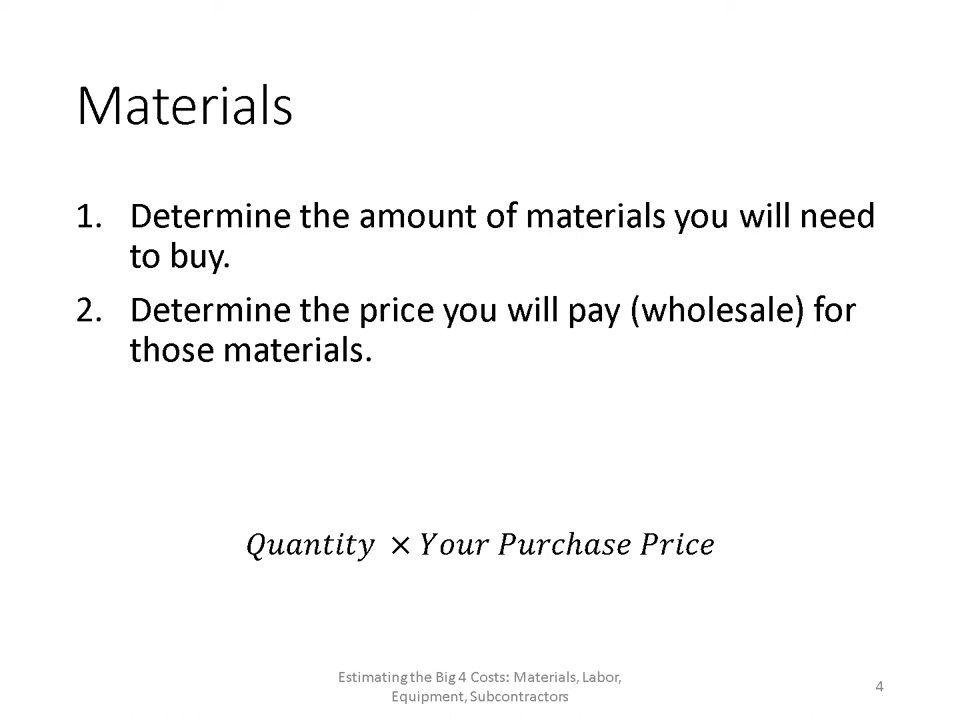 Materials
1. Determine the amount of materials you will need
to buy.
2. Determine the price you will pay (wholesale) for
those materials.
Quantity × Your Purchase Price
Estimating the Big 4 Costs: Materials, Labor,
Equipment, Subcontractors
4